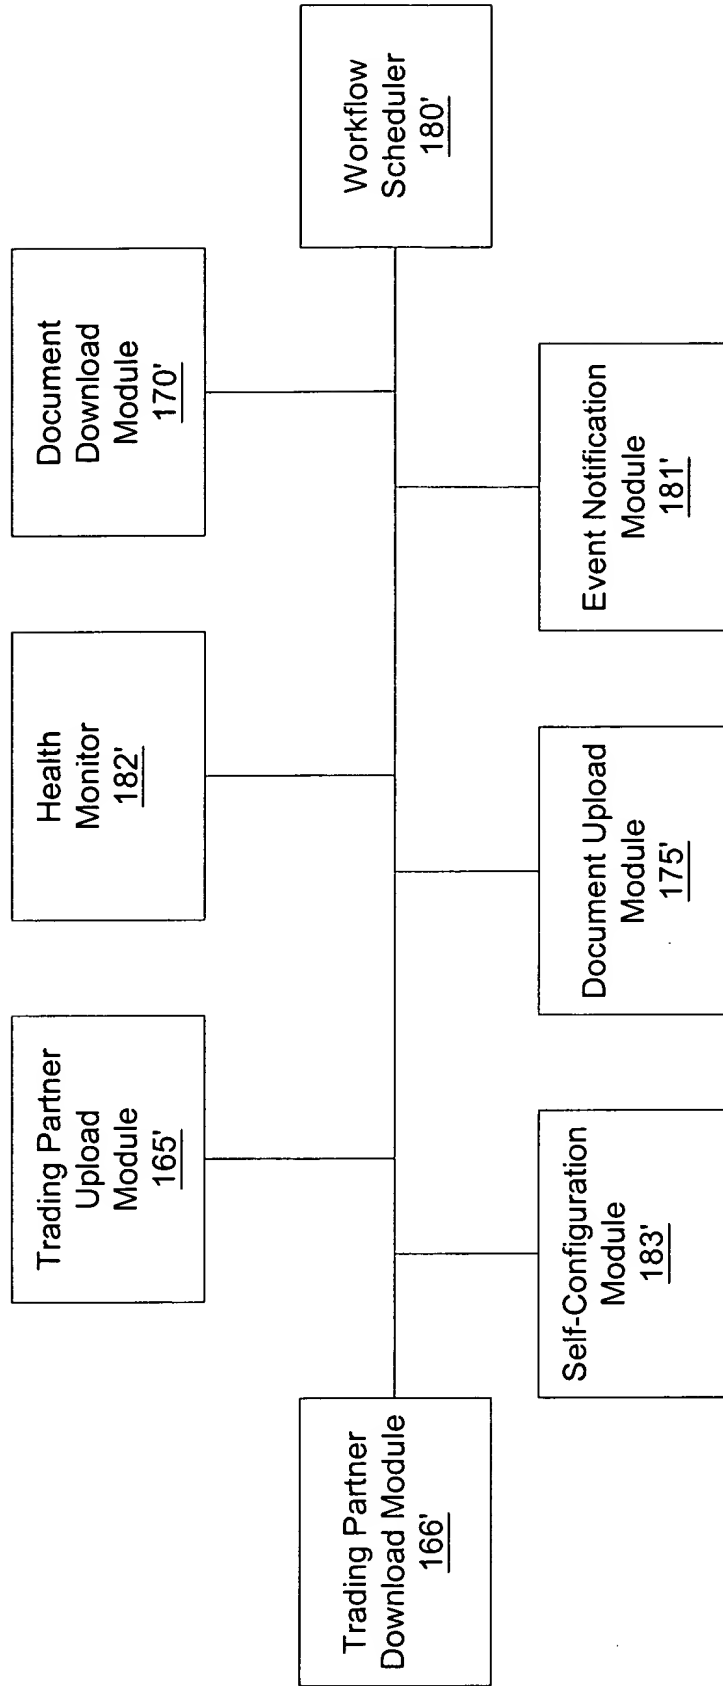 Trading Partner
Upload
Module
165'
Health
Monitor
182'
Document
Download
Module
170'
Trading Partner
Download Module
166'
Workflow
Scheduler
180'
Self-Configuration
Module
183'
Document Upload
Module
175'
Event Notification
Module
181'